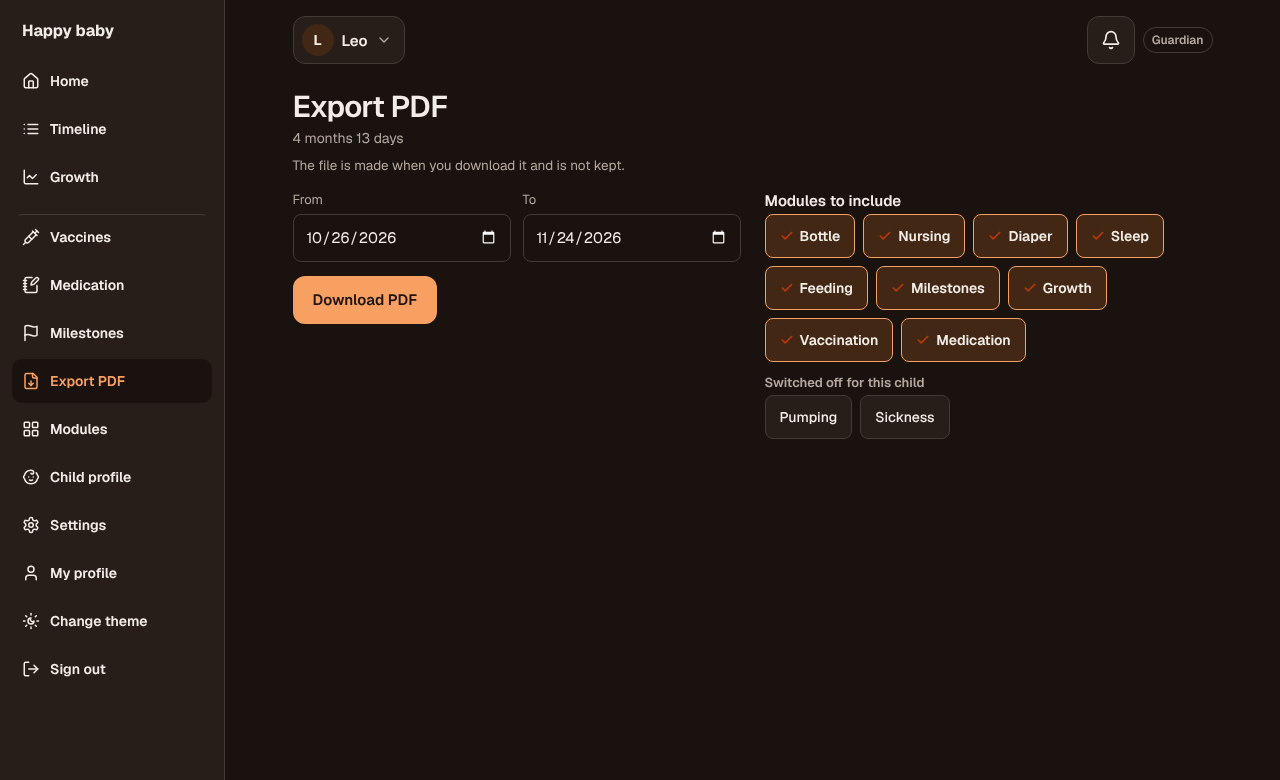 Happy baby
Home
Timeline
Growth
Vaccines
Medication
Milestones
Export PDF
Modules
Child profile
Settings
My profile
Change theme
Sign out
L Leo
Guardian
Export PDF
4 months 13 days
The file is made when you download it and is not kept.
From
10/26/2026
To
11/24/2026
Download PDF
Modules to include
Bottle Nursing Diaper Sleep
Feeding Milestones Growth
Vaccination Medication
Switched off for this child
Pumping Sickness